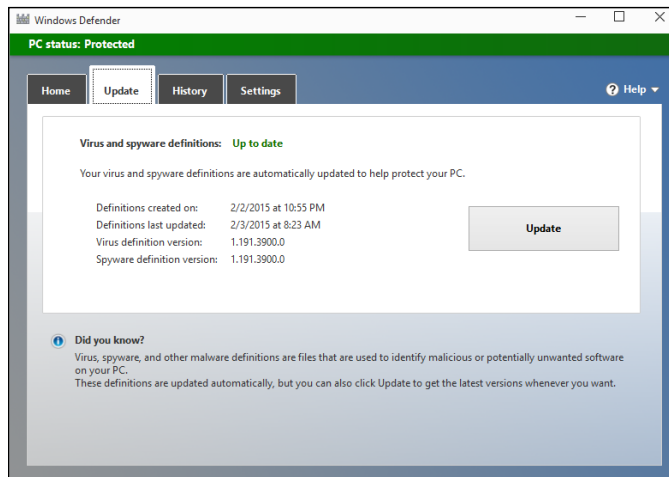 Windows Defender
PC status: Protected
Home Update History Settings Help
Virus and spyware definitions: Up to date
Your virus and spyware definitions are automatically updated to help protect your PC.
Definitions created on: 2/2/2015 at 10:55 PM
Definitions last updated: 2/3/2015 at 8:23 AM
Virus definition version: 1.191.3900.0
Spyware definition version: 1.191.3900.0
Update
Did you know?
Virus, spyware, and other malware definitions are files that are used to identify malicious or potentially unwanted software
on your PC.
These definitions are updated automatically, but you can also click Update to get the latest versions whenever you want.